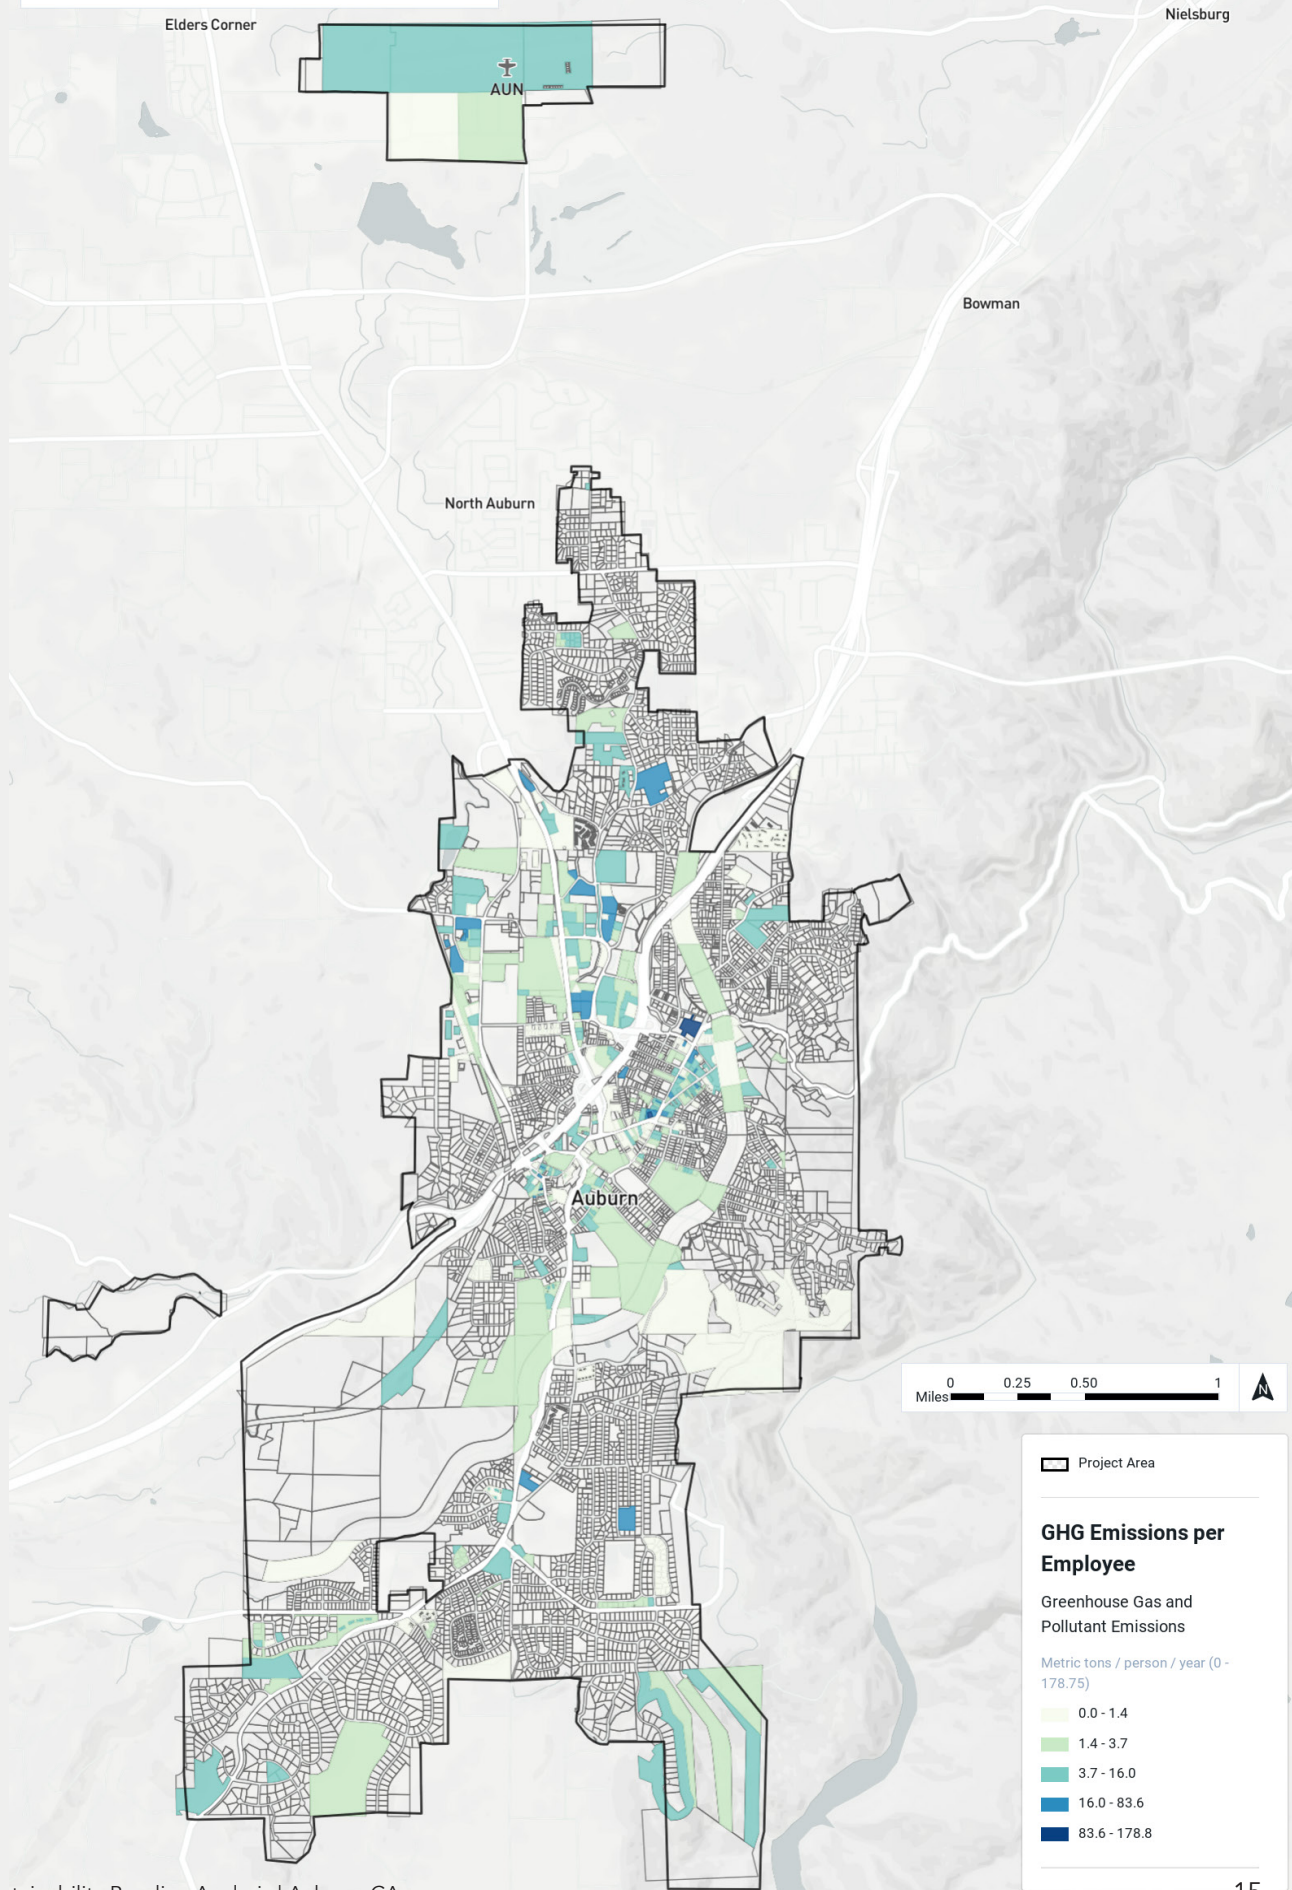 Elders Corner
Nielsburg
AUN
Bowman
North Auburn
Auburn
0 0.25 0.50 1
Miles
N
Project Area
GHG Emissions per
Employee
Greenhouse Gas and
Pollutant Emissions
Metric tons / person / year (0 -
178.75)
0.0 - 1.4
1.4 - 3.7
3.7 - 16.0
16.0 - 83.6
83.6 - 178.8